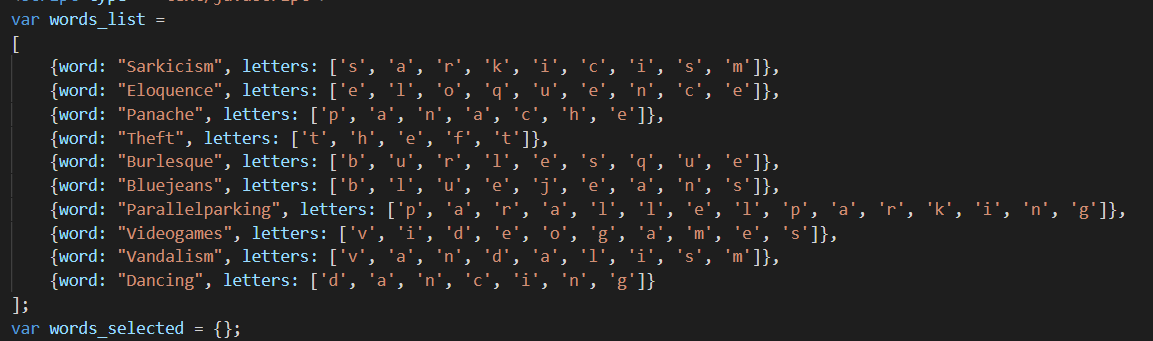 var words_list =
[
    {word: "Sarkicism", letters: ['s', 'a', 'r', 'k', 'i', 'c', 'i', 's', 'm']},
    {word: "Eloquence", letters: ['e', 'l', 'o', 'q', 'u', 'e', 'n', 'c', 'e']},
    {word: "Panache", letters: ['p', 'a', 'n', 'a', 'c', 'h', 'e']},
    {word: "Theft", letters: ['t', 'h', 'e', 'f', 't']},
    {word: "Burlesque", letters: ['b', 'u', 'r', 'l', 'e', 's', 'q', 'u', 'e']},
    {word: "Bluejeans", letters: ['b', 'l', 'u', 'e', 'j', 'e', 'a', 'n', 's']},
    {word: "Parallelparking", letters: ['p', 'a', 'r', 'a', 'l', 'l', 'e', 'l', 'p', 'a', 'r', 'k', 'i', 'n', 'g']},
    {word: "Videogames", letters: ['v', 'i', 'd', 'e', 'o', 'g', 'a', 'm', 'e', 's']},
    {word: "Vandalism", letters: ['v', 'a', 'n', 'd', 'a', 'l', 'i', 's', 'm']},
    {word: "Dancing", letters: ['d', 'a', 'n', 'c', 'i', 'n', 'g']}
];
var words_selected = {};